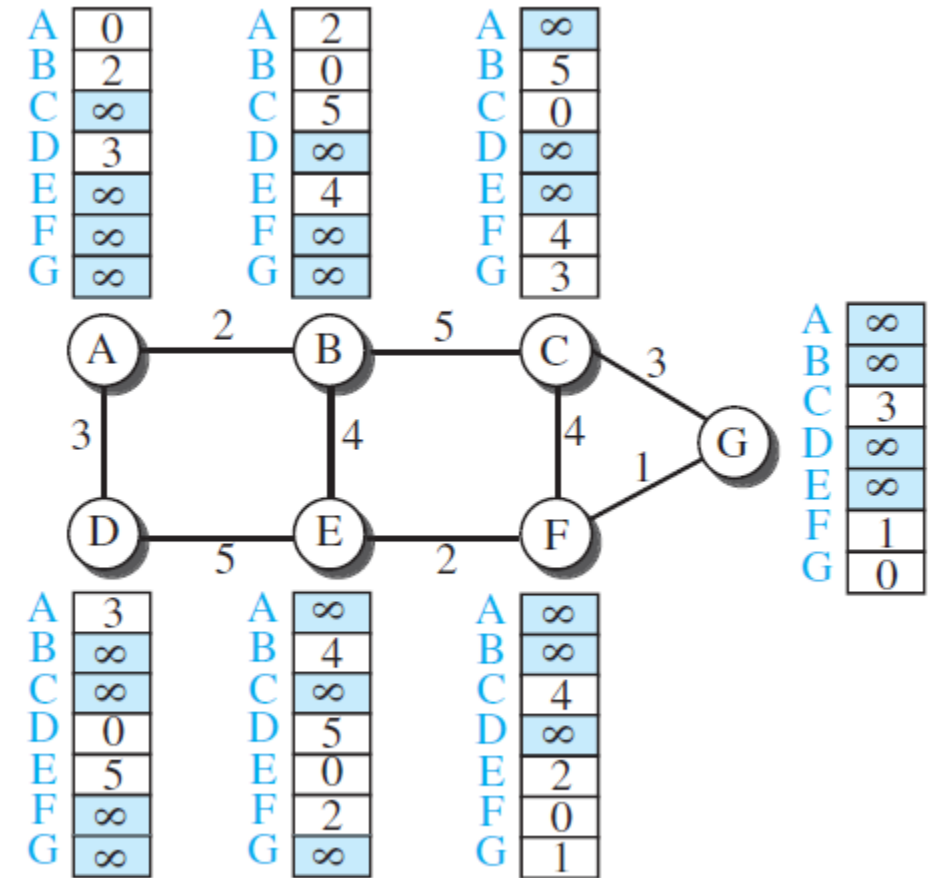 A 0 A 2 A ∞
B 2 B 0 B 5
C ∞ C 5 C 0
D 3 D ∞ D ∞
E ∞ E 4 E ∞
F ∞ F ∞ F 4
G ∞ G ∞ G 3
A 2 B 5 C 3 A ∞
B ∞
C 3
3 4 4 G D ∞
1 E ∞
D 5 E 2 F F 1
G 0
A 3 A ∞ A ∞
B ∞ B 4 B ∞
C ∞ C ∞ C 4
D 0 D 5 D ∞
E 5 E 0 E 2
F ∞ F 2 F 0
G ∞ G ∞ G 1